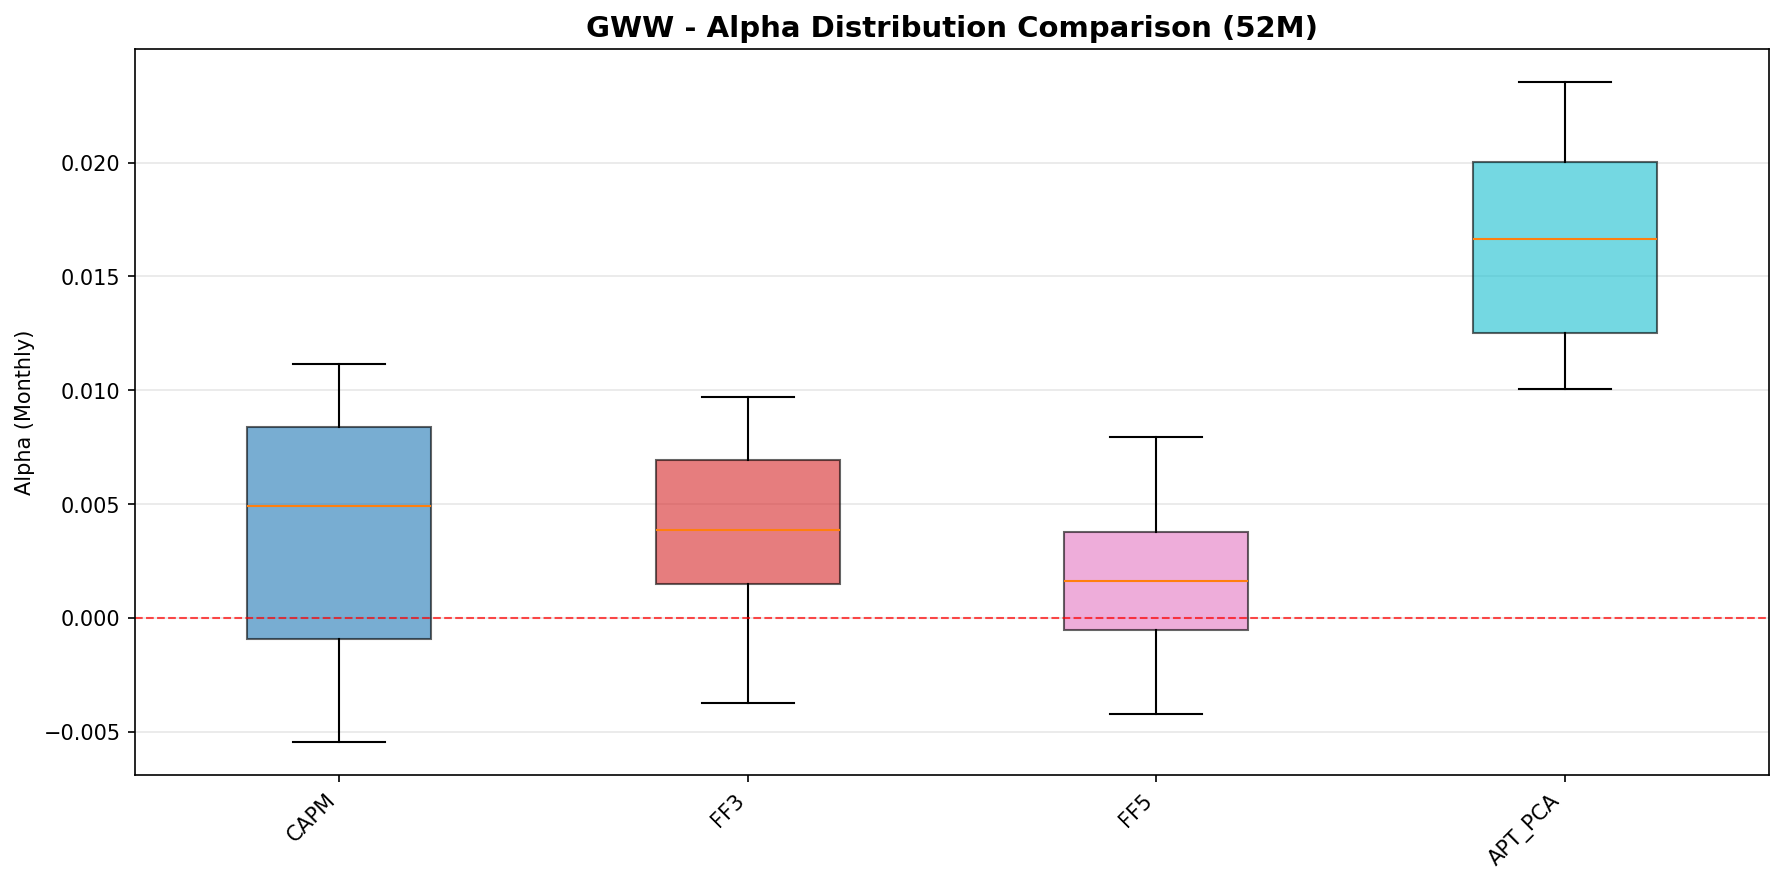 GWW - Alpha Distribution Comparison (52M)
Alpha (Monthly)
0.020
0.015
0.010
0.005
0.000
−0.005
CAPM
FF3
FF5
APT_PCA